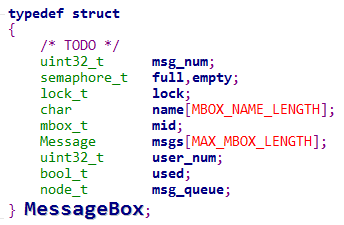 typedef struct
{
    /* TODO */
    uint32_t    msg_num;
    semaphore_t full,empty;
    lock_t      lock;
    char        name[MBOX_NAME_LENGTH];
    mbox_t      mid;
    Message     msgs[MAX_MBOX_LENGTH];
    uint32_t    user_num;
    bool_t      used;
    node_t      msg_queue;
} MessageBox;